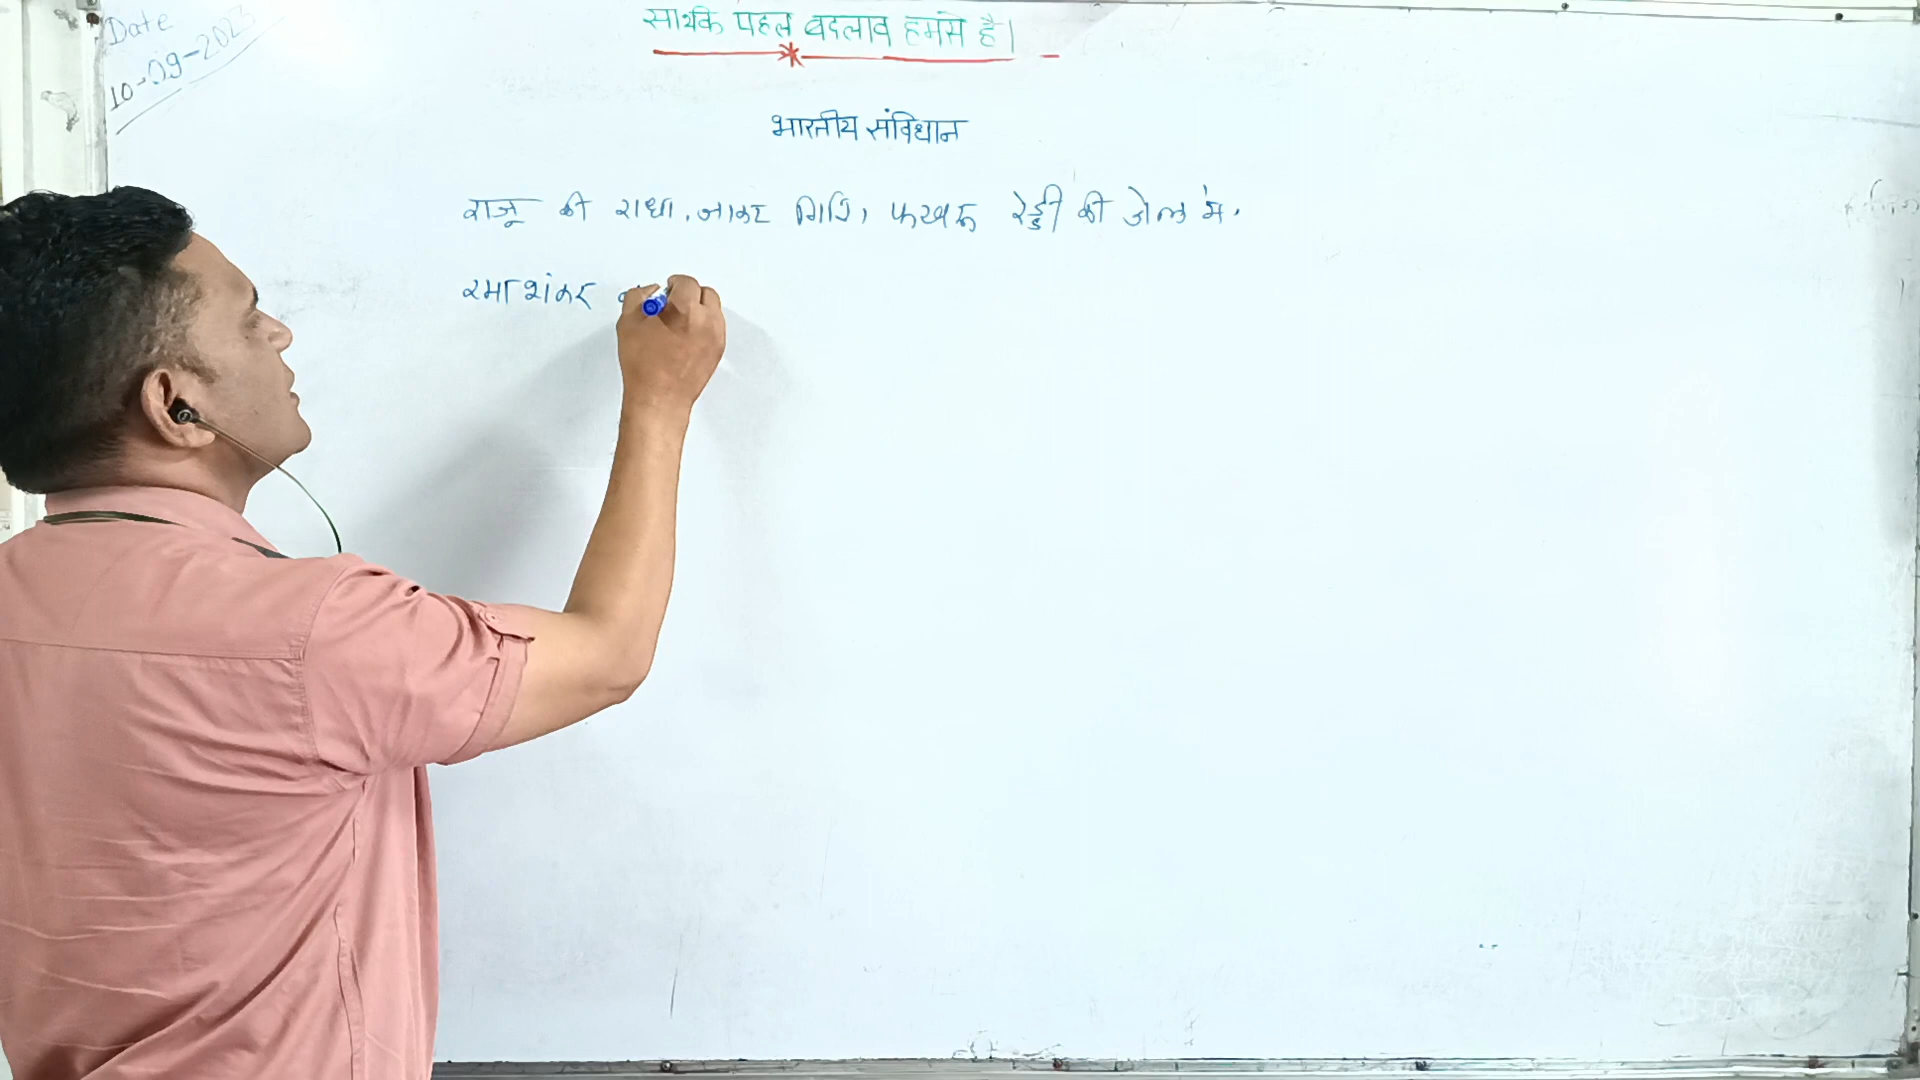 Date
10-09-2023
सार्थक पहल बदलाव हमसे है।
भारतीय संविधान
राजू की राधा, जाकर गिरि, फखरू रेड्डी की जेल में,
रमाशंकर